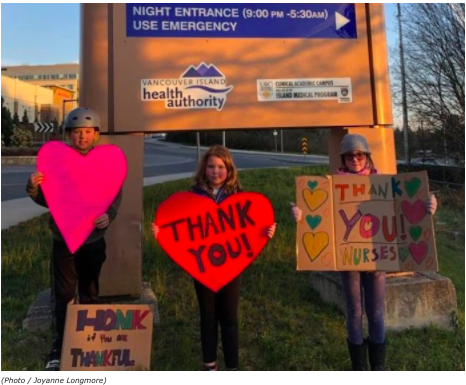 NIGHT ENTRANCE (9:00 PM -5:30AM)
USE EMERGENCY
VANCOUVER ISLAND
health
authority
UBC
CLINICAL ACADEMIC CAMPUS
ISLAND MEDICAL PROGRAM
THANK
YOU!
THANK
YOU!
NURSES
HONK
if You are
THANKFUL
(Photo / Joyanne Longmore)